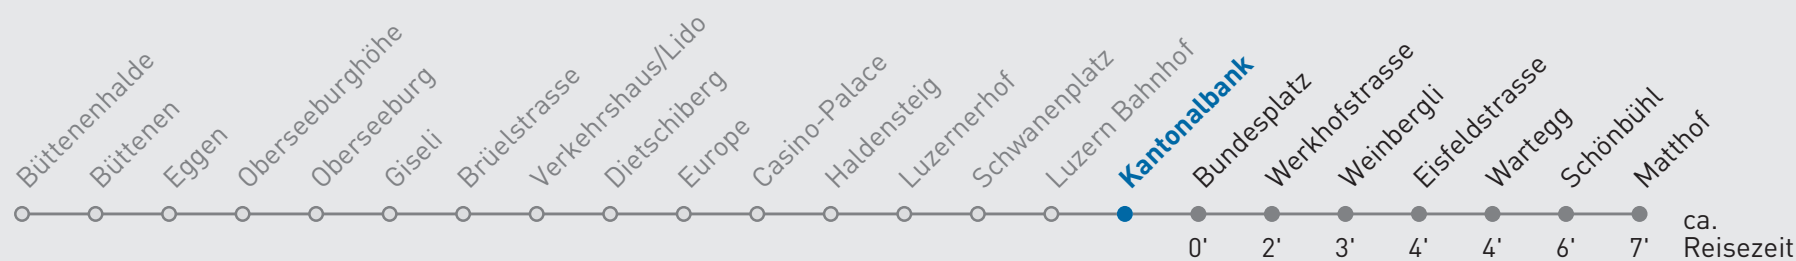 Büttenenhalde
Büttenen
Eggen
Oberseeburghöhe
Oberseeburg
Giseli
Brüelstrasse
Verkehrshaus/Lido
Dietschiberg
Europe
Casino-Palace
Haldensteig
Luzernerhof
Schwanenplatz
Luzern Bahnhof
Kantonalbank
Bundesplatz
Werkhofstrasse
Weinbergli
Eisfeldstrasse
Wartegg
Schönbühl
Matthof
ca.
0' 2' 3' 4' 4' 6' 7' Reisezeit